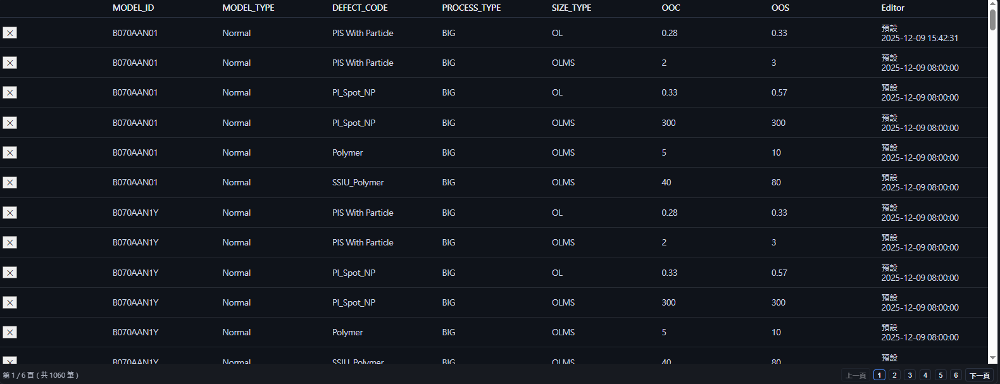 MODEL_ID MODEL_TYPE DEFECT_CODE PROCESS_TYPE SIZE_TYPE OOC OOS Editor
B070AAN01 Normal PIS With Particle BIG OL 0.28 0.33 預設
2025-12-09 15:42:31
B070AAN01 Normal PIS With Particle BIG OLMS 2 3 預設
2025-12-09 08:00:00
B070AAN01 Normal PI_Spot_NP BIG OL 0.33 0.57 預設
2025-12-09 08:00:00
B070AAN01 Normal PI_Spot_NP BIG OLMS 300 300 預設
2025-12-09 08:00:00
B070AAN01 Normal Polymer BIG OLMS 5 10 預設
2025-12-09 08:00:00
B070AAN01 Normal SSIU_Polymer BIG OLMS 40 80 預設
2025-12-09 08:00:00
B070AAN1Y Normal PIS With Particle BIG OL 0.28 0.33 預設
2025-12-09 08:00:00
B070AAN1Y Normal PIS With Particle BIG OLMS 2 3 預設
2025-12-09 08:00:00
B070AAN1Y Normal PI_Spot_NP BIG OL 0.33 0.57 預設
2025-12-09 08:00:00
B070AAN1Y Normal PI_Spot_NP BIG OLMS 300 300 預設
2025-12-09 08:00:00
B070AAN1Y Normal Polymer BIG OLMS 5 10 預設
2025-12-09 08:00:00
B070AAN1Y Normal SSIU_Polymer BIG OLMS 40 80 預設
第 1 / 6 頁 ( 共 1060 筆 ) 上一頁 1 2 3 4 5 6 下一頁